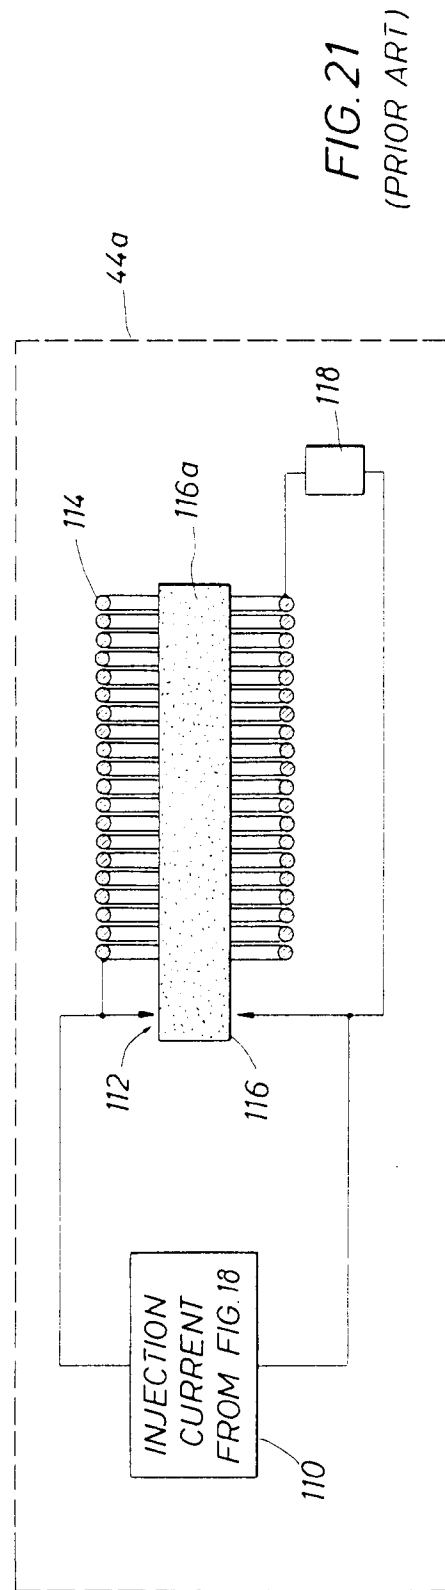 44a
114
116a
118
112
116
INJECTION
CURRENT
FROM FIG. 18
110
FIG. 21
(PRIOR ART)